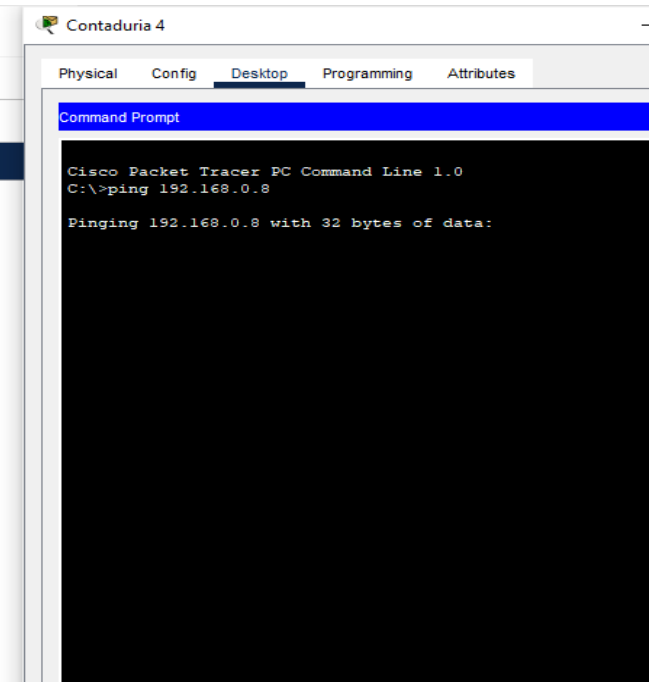 Contaduria 4
Physical Config Desktop Programming Attributes
Command Prompt
Cisco Packet Tracer PC Command Line 1.0
C:\>ping 192.168.0.8
Pinging 192.168.0.8 with 32 bytes of data: